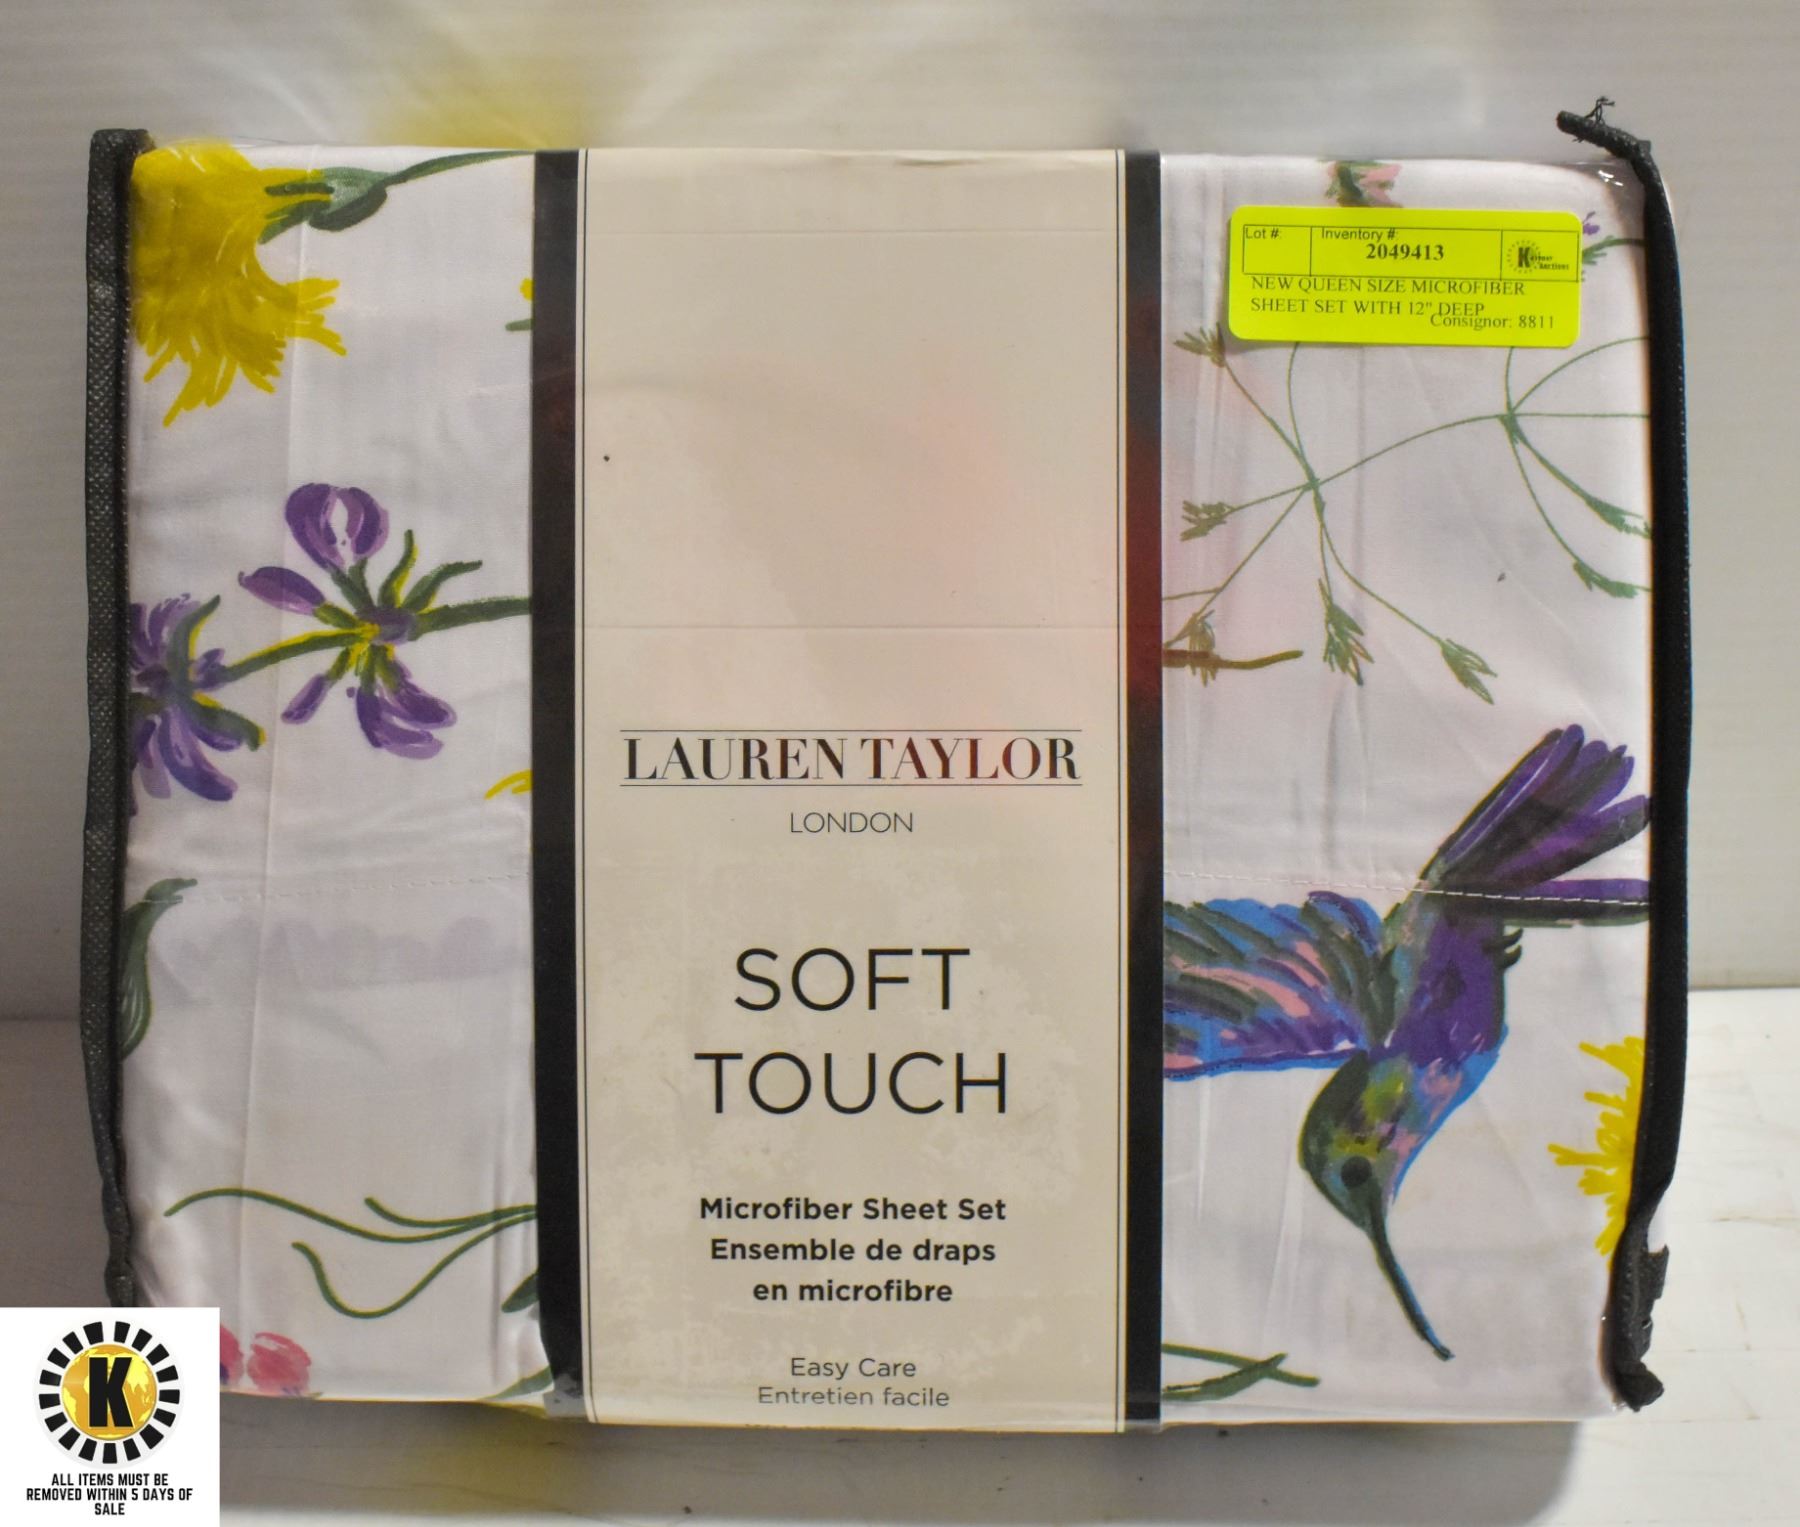 Lot #:
Inventory #:
2049413
Auctions
NEW QUEEN SIZE MICROFIBER
SHEET SET WITH 12" DEEP
Consignor: 8811
LAUREN TAYLOR
LONDON
SOFT
TOUCH
Microfiber Sheet Set
Ensemble de draps
en microfibre
Easy Care
Entretien facile
K
ALL ITEMS MUST BE
REMOVED WITHIN 5 DAYS OF
SALE